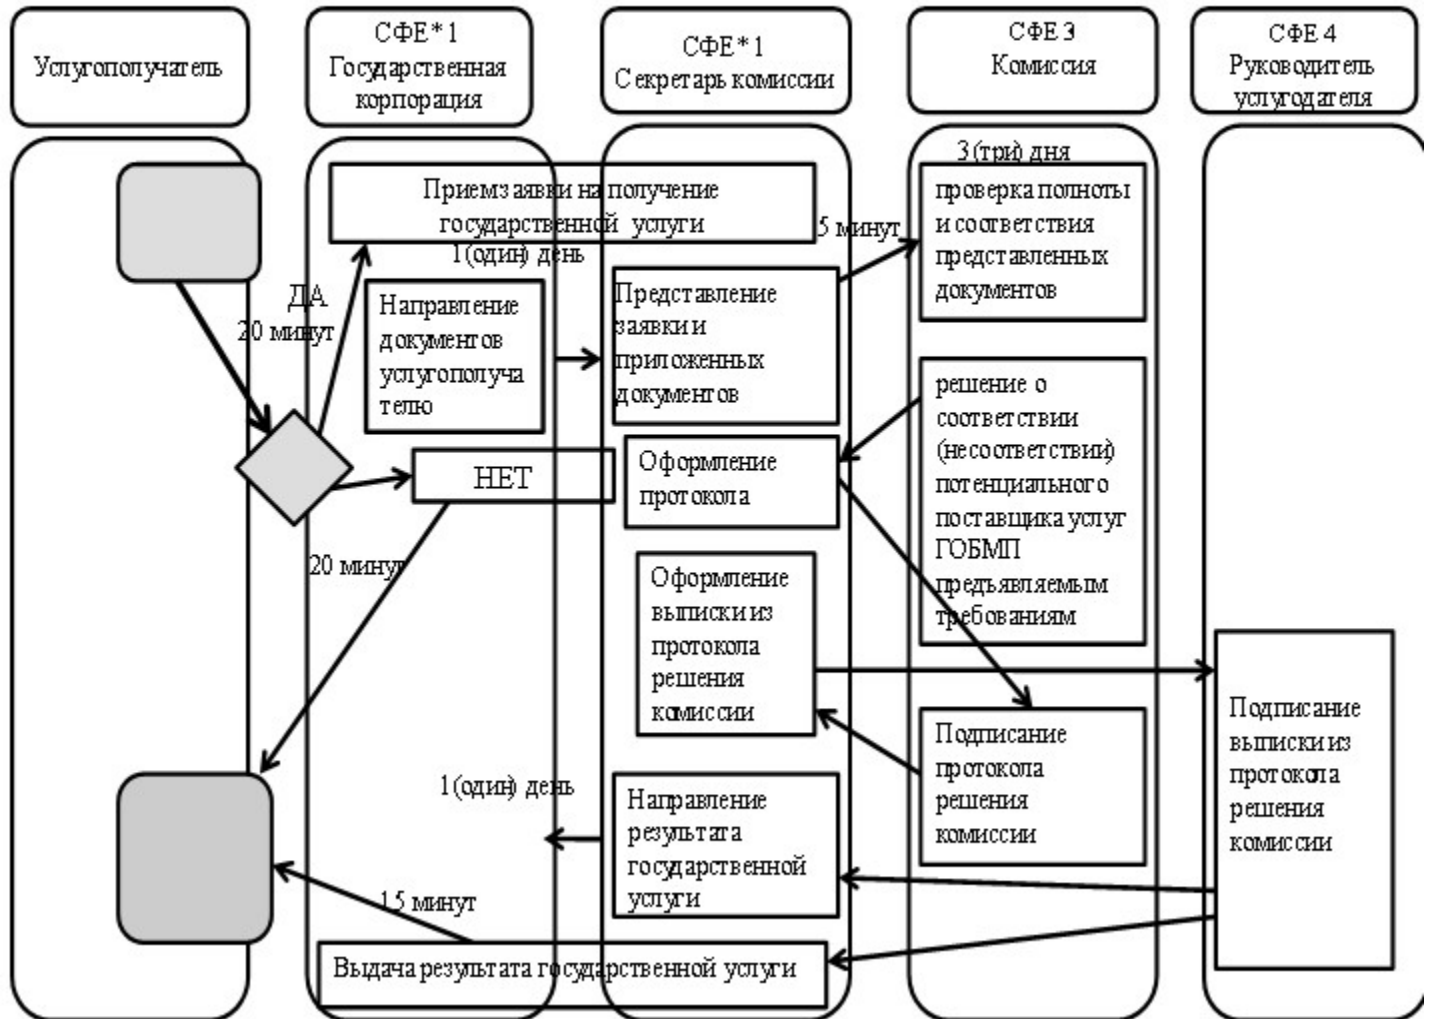 Услугополучатель
СФЕ*1
Государственная
корпорация
СФЕ*1
Секретарь комиссии
СФЕ 3
Комиссия
СФЕ 4
Руководитель
услугодателя
Прием заявки на получение
государственной услуги
1(один) день
ДА
20 минут
Направление
документов
услугополуча
телю
5 минут
Представление
заявки и
приложенных
документов
3(три) дня
проверка полноты
и соответствия
представленных
документов
НЕТ
20 минут
Оформление
протокола
решение о
соответствии
(несоответствии)
потенциального
поставщика услуг
ГОБМП
предъявляемым
требованиям
Оформление
выписки из
протокола
решения
комиссии
Подписание
протокола
решения
комиссии
Подписание
выписки из
протокола
решения
комиссии
1(один) день
Направление
результата
государственной
услуги
15 минут
Выдача результата государственной услуги